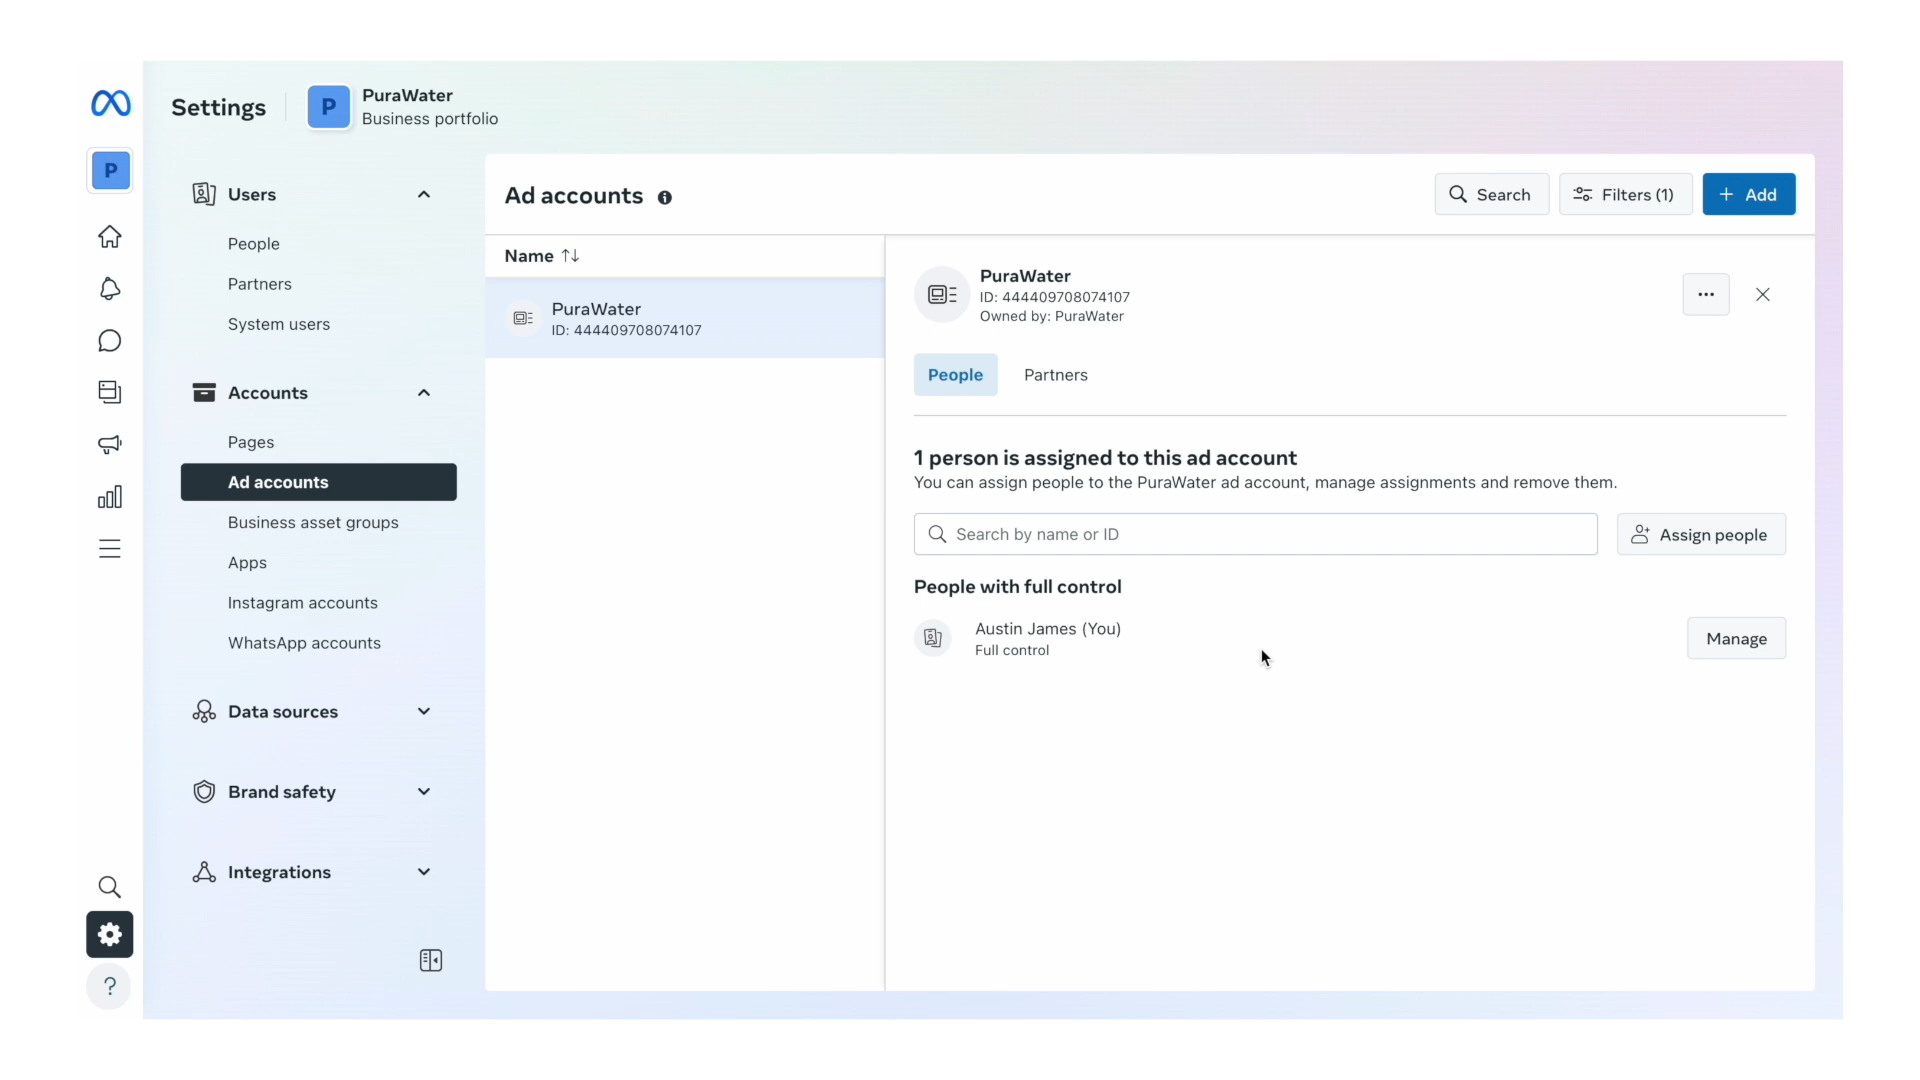 Settings
P
PuraWater
Business portfolio
P
Users
People
Partners
System users
Accounts
Pages
Ad accounts
Business asset groups
Apps
Instagram accounts
WhatsApp accounts
Data sources
Brand safety
Integrations
?
Ad accounts
Search
Filters (1)
+ Add
Name ↑↓
PuraWater
ID: 444409708074107
PuraWater
ID: 444409708074107
Owned by: PuraWater
People
Partners
1 person is assigned to this ad account
You can assign people to the PuraWater ad account, manage assignments and remove them.
Search by name or ID
Assign people
People with full control
Austin James (You)
Full control
Manage